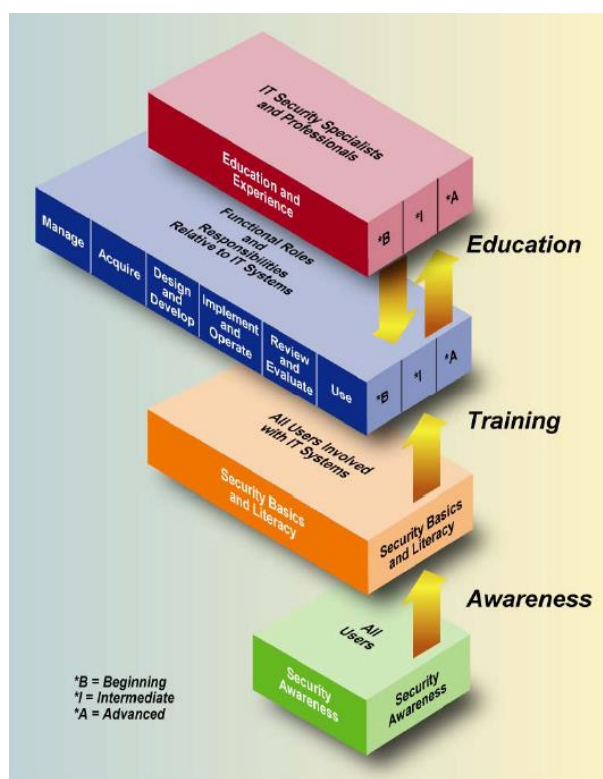 IT Security Specialists
and Professionals
Education and
Experience
*B
*I
*A
Education
Functional Roles
and
Responsibilities
Relative to IT Systems
Manage
Acquire
Design
and
Develop
Implement
and
Operate
Review
and
Evaluate
Use
*B
*I
*A
Training
All Users Involved
with IT Systems
Security Basics
and Literacy
Security Basics
and Literacy
Awareness
All
Users
Security
Awareness
Security
Awareness
*B = Beginning
*I = Intermediate
*A = Advanced